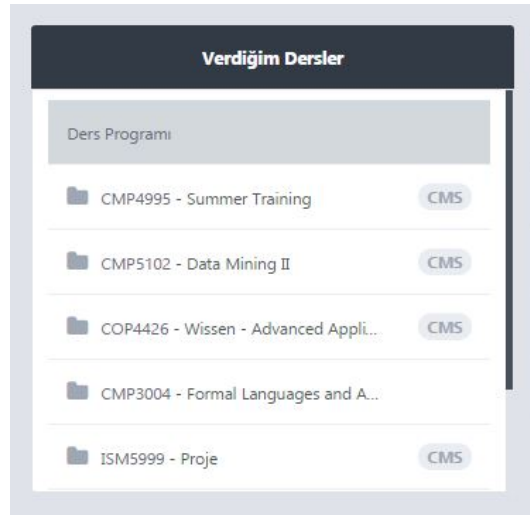 Verdiğim Dersler
Ders Programı
CMP4995 - Summer Training CMS
CMP5102 - Data Mining II CMS
COP4426 - Wissen - Advanced Appli... CMS
CMP3004 - Formal Languages and A...
ISM5999 - Proje CMS